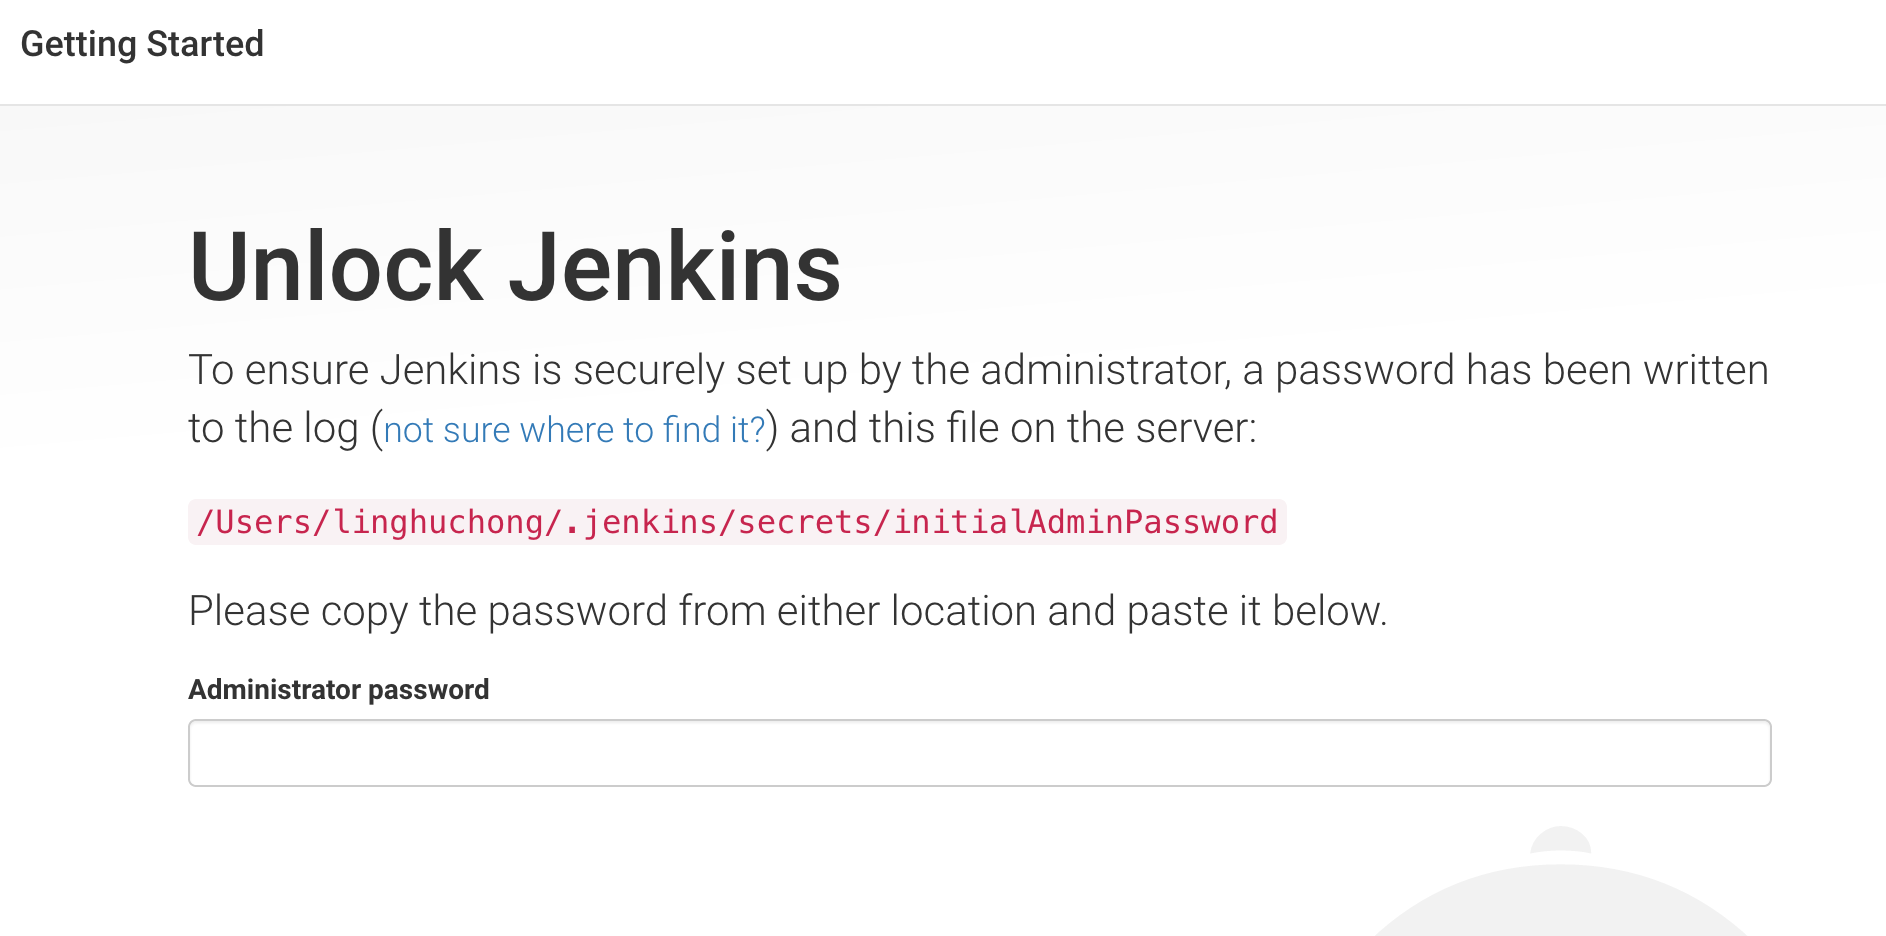 Getting Started
Unlock Jenkins
To ensure Jenkins is securely set up by the administrator, a password has been written
to the log (not sure where to find it?) and this file on the server:
/Users/linghuchong/.jenkins/secrets/initialAdminPassword
Please copy the password from either location and paste it below.
Administrator password